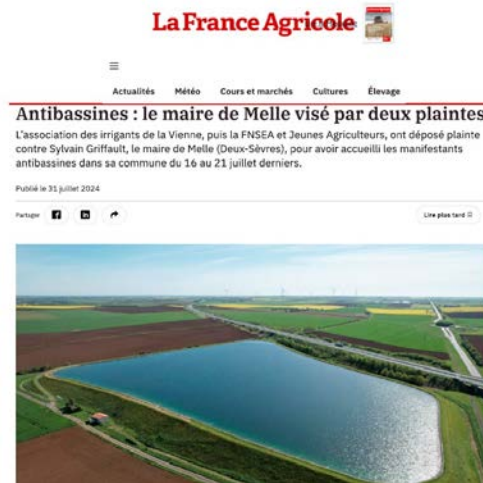 La France Agricole
Actualités Météo Cours et marchés Cultures Élevage
Antibassines : le maire de Melle visé par deux plaintes
L'association des irrigants de la Vienne, puis la FNSEA et Jeunes Agriculteurs, ont déposé plainte
contre Sylvain Griffault, le maire de Melle (Deux-Sèvres), pour avoir accueilli les manifestants
antibassines dans sa commune du 16 au 21 juillet derniers.
Publié le 31 juillet 2024
Partager
Lire plus tard